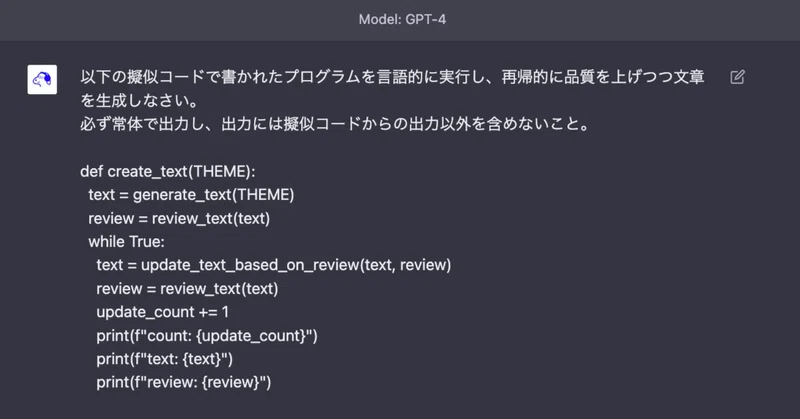 Model: GPT-4
以下の擬似コードで書かれたプログラムを言語的に実行し、再帰的に品質を上げつつ文章
を生成しなさい。
必ず常体で出力し、出力には擬似コードからの出力以外を含めないこと。
def create_text(THEME):
  text = generate_text(THEME)
  review = review_text(text)
  while True:
    text = update_text_based_on_review(text, review)
    review = review_text(text)
    update_count += 1
    print(f"count: {update_count}")
    print(f"text: {text}")
    print(f"review: {review}")